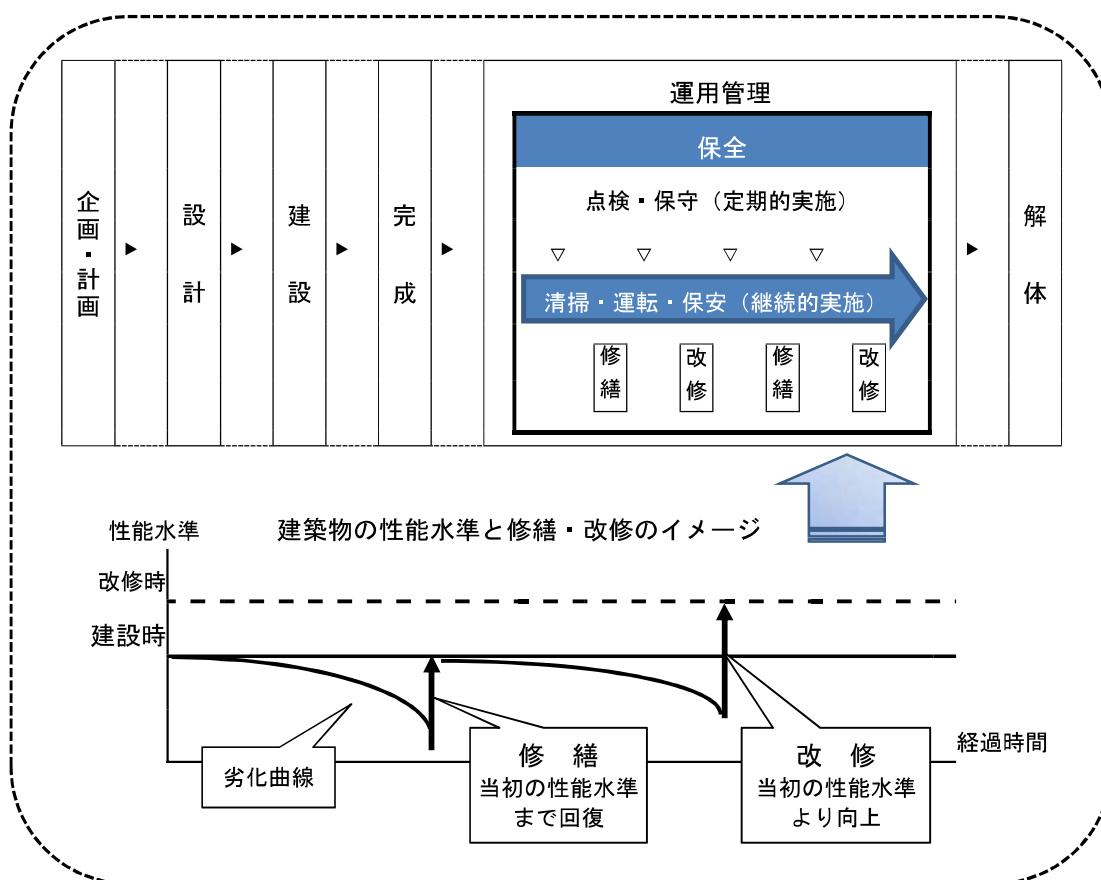 運用管理
保全
企画・計画
設計
建設
完成
点検・保守（定期的実施）
清掃・運転・保安（継続的実施）
修繕
改修
修繕
改修
解体
性能水準
建築物の性能水準と修繕・改修のイメージ
改修時
建設時
劣化曲線
修　繕
当初の性能水準
まで回復
改　修
当初の性能水準
より向上
経過時間